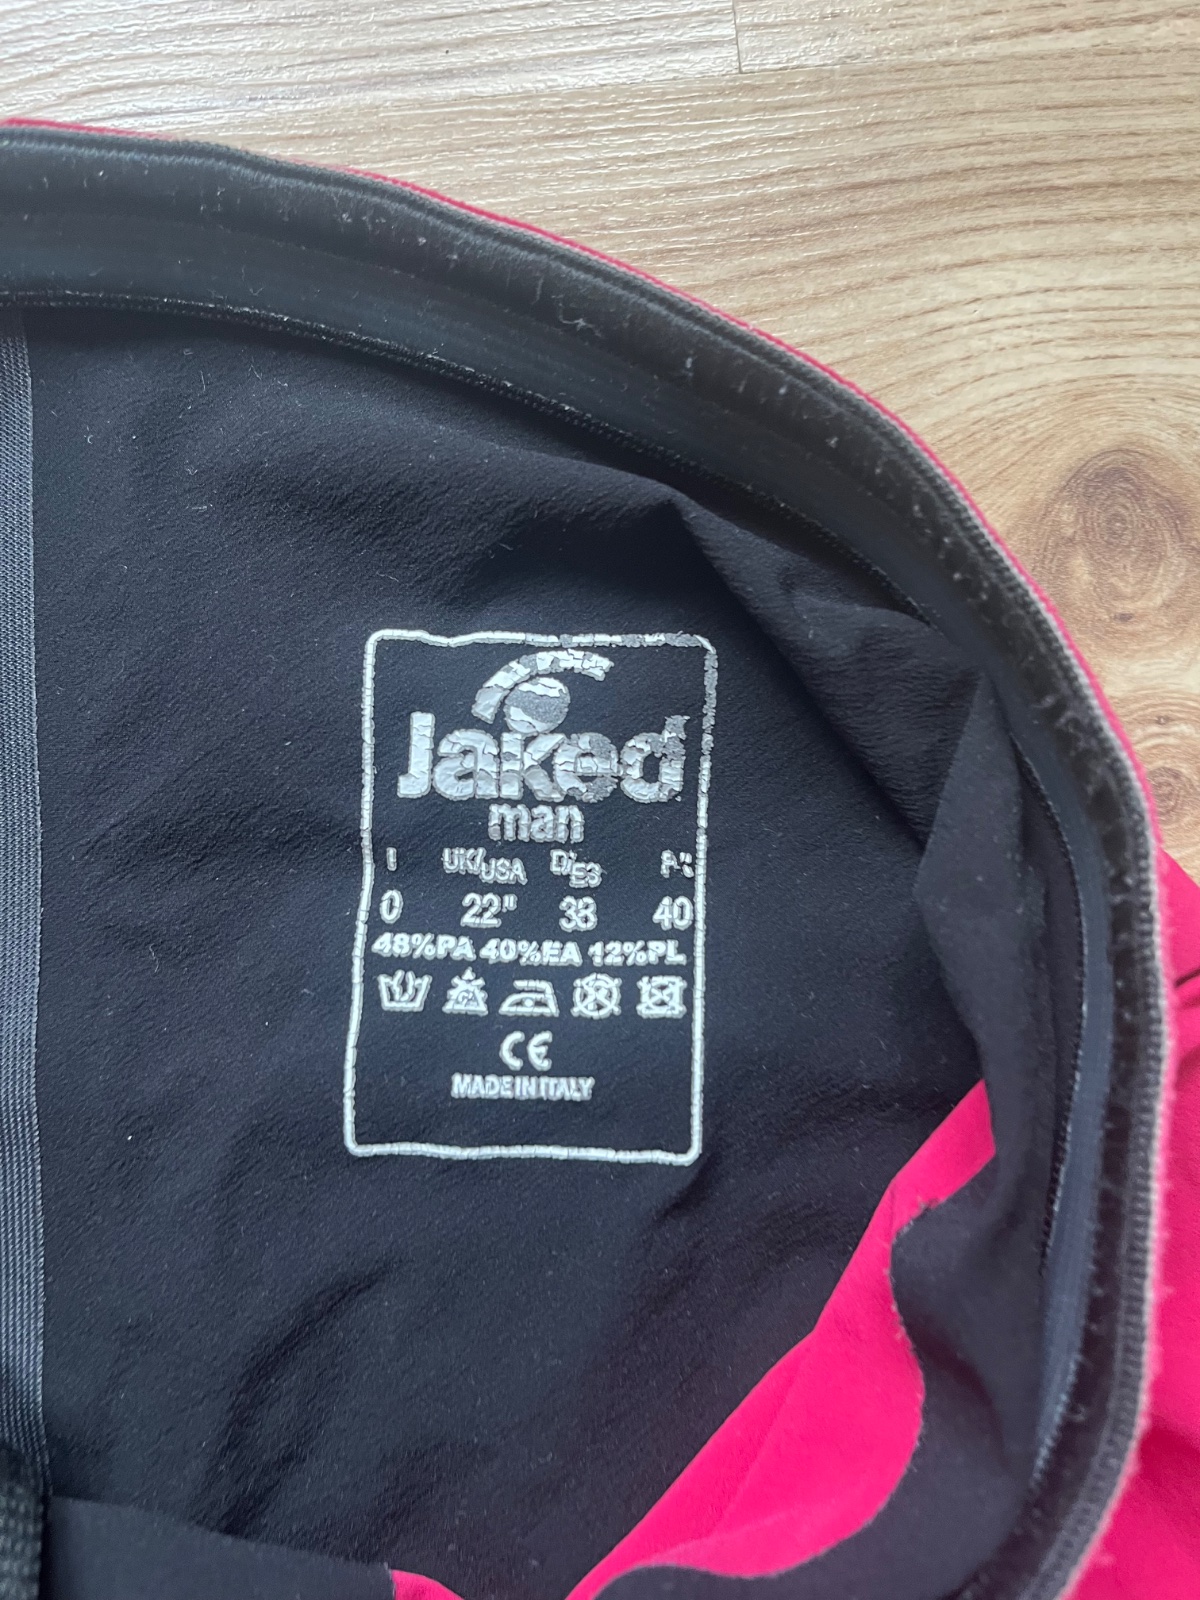 Jaked
man
I UK/USA D/ES
0 22" 38 40
48%PA 40%EA 12%PL
CE
MADE IN ITALY